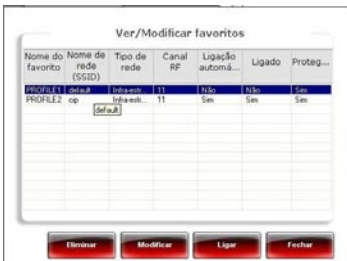 Ver/Modificar favoritos
Nome do favorito Nome de rede (SSID) Tipo de rede Canal RF Ligação automá... Ligado Proteg...
PROFILE1 default Infra-estr... 11 Não Não Sim
PROFILE2 cip Infra-estr... 11 Sim Sim Sim
default
Eliminar Modificar Ligar Fechar